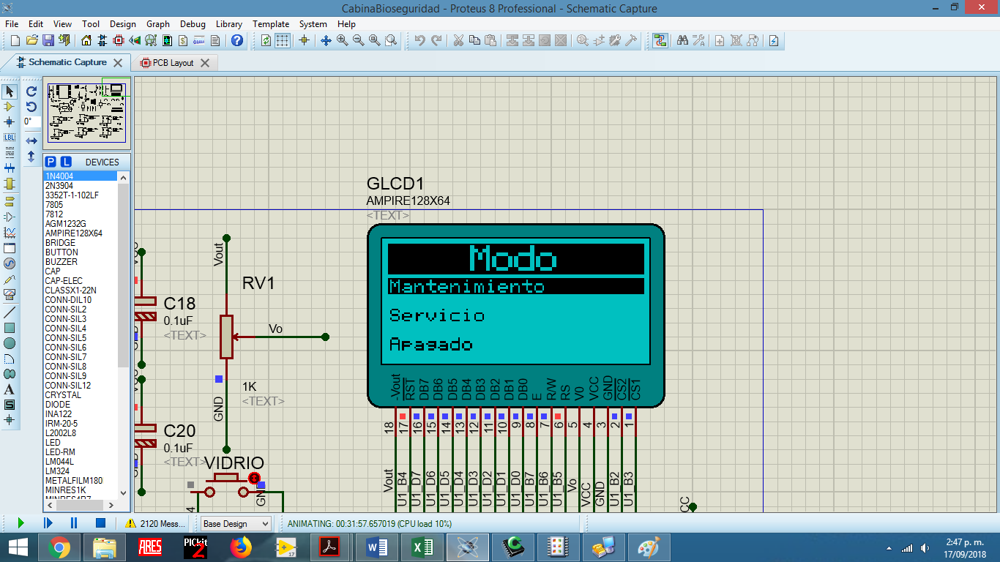 CabinaBioseguridad - Proteus 8 Professional - Schematic Capture
File Edit View Tool Design Graph Debug Library Template System Help
Schematic Capture
PCB Layout
0°
LBL
P L DEVICES
1N4004
2N3904
3352T-1-102LF
7805
7812
AGM1232G
AMPIRE128X64
BRIDGE
BUTTON
BUZZER
CAP
CAP-ELEC
CLASSX1-22N
CONN-DIL10
CONN-SIL2
CONN-SIL3
CONN-SIL4
CONN-SIL5
CONN-SIL6
CONN-SIL7
CONN-SIL8
CONN-SIL9
CONN-SIL12
CRYSTAL
DIODE
INA122
IRM-20-5
L2002L8
LED
LED-RM
LM044L
LM324
METALFILM180
MINRES1K
MINRES4R7
GLCD1
AMPIRE128X64
<TEXT>
Modo
Mantenimiento
Servicio
Apagado
-Vout RST DB7 DB6 DB5 DB4 DB3 DB2 DB1 DB0 E R/W RS V0 VCC GND CS2 CS1
18 17 16 15 14 13 12 11 10 9 8 7 6 5 4 3 2 1
Vout U1_B4 U1_D7 U1_D6 U1_D5 U1_D4 U1_D3 U1_D2 U1_D1 U1_D0 U1_B7 U1_B6 U1_B5 Vo VCC GND U1_B2 U1_B3
Vout
RV1
Vo
1K
<TEXT>
GND
C18
0.1uF
<TEXT>
C20
0.1uF
<TEXT>
VIDRIO
GN
4
CC
2120 Mess...
Base Design
ANIMATING: 00:31:57.657019 (CPU load 10%)
ARES
PICkit
2
17
2:47 p. m.
17/09/2018